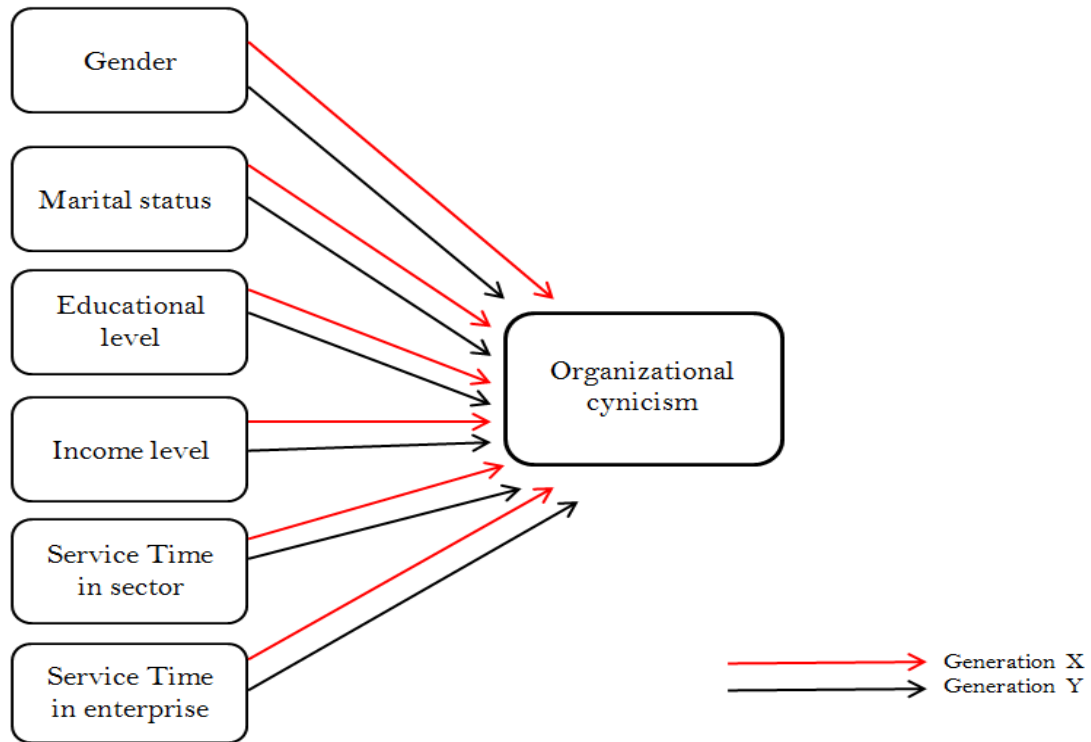 Gender
Marital status
Educational
level
Organizational
cynicism
Income level
Service Time
in sector
Service Time
in enterprise
Generation X
Generation Y